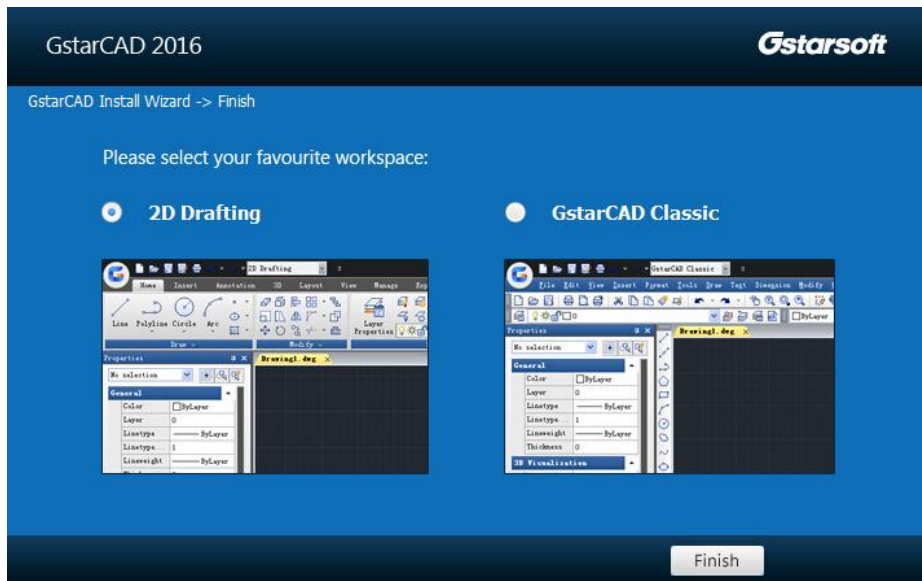 GstarCAD 2016
Gstarsoft
GstarCAD Install Wizard -> Finish
Please select your favourite workspace:
2D Drafting
GstarCAD Classic
2D Drafting
Home Insert Annotation 3D Layout View Manage
Line Polyline Circle Arc
Layer
Properties
Draw
Modify
Properties
Drawing1.dwg
No selection
General
Color ByLayer
Layer 0
Linetype ByLayer
Linetype... 1
Lineweight ByLayer
GstarCAD Classic
File Edit View Insert Format Tools Draw Text Dimension Modify
ByLayer
Properties
Drawing1.dwg
No selection
General
Color ByLayer
Layer 0
Linetype ByLayer
Linetype... 1
Lineweight ByLayer
Thickness 0
3D Visualization
Finish